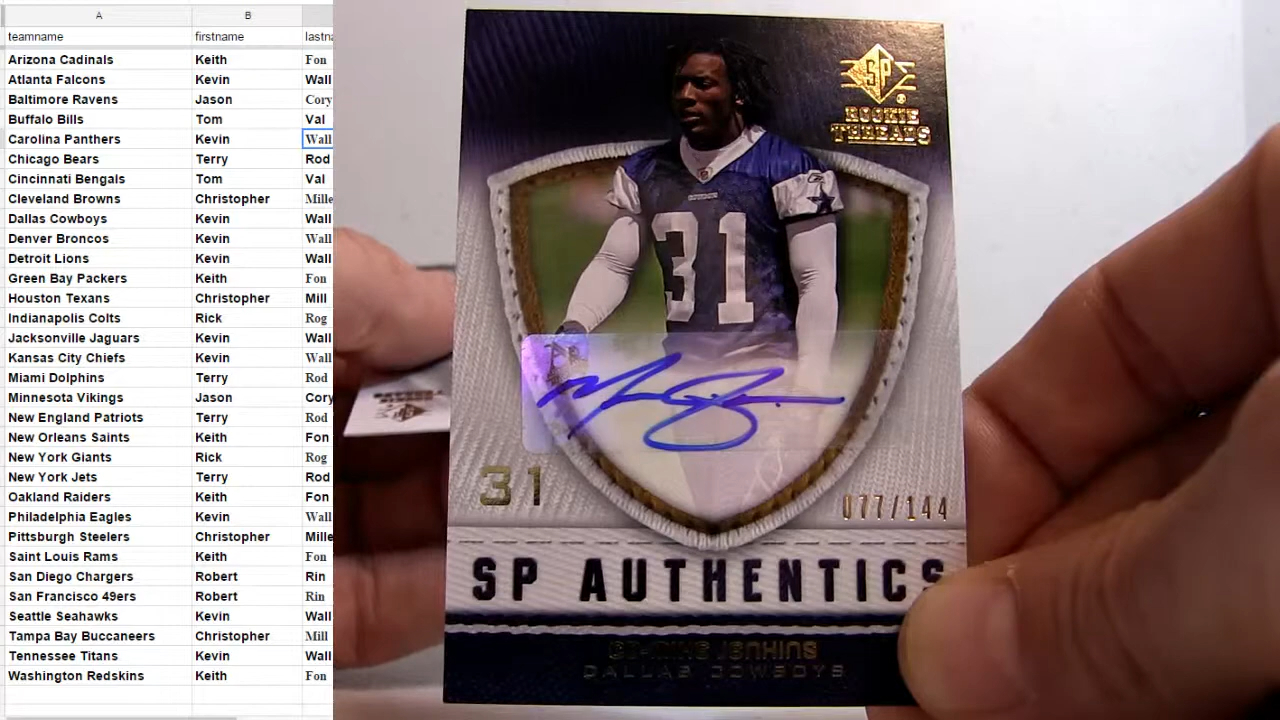 A B
teamname firstname lastna
Arizona Cadinals Keith Fon
Atlanta Falcons Kevin Wall
Baltimore Ravens Jason Cory
Buffalo Bills Tom Val
Carolina Panthers Kevin Wall
Chicago Bears Terry Rod
Cincinnati Bengals Tom Val
Cleveland Browns Christopher Mille
Dallas Cowboys Kevin Wall
Denver Broncos Kevin Wall
Detroit Lions Kevin Wall
Green Bay Packers Keith Fon
Houston Texans Christopher Mill
Indianapolis Colts Rick Rog
Jacksonville Jaguars Kevin Wall
Kansas City Chiefs Kevin Wall
Miami Dolphins Terry Rod
Minnesota Vikings Jason Cory
New England Patriots Terry Rod
New Orleans Saints Keith Fon
New York Giants Rick Rog
New York Jets Terry Rod
Oakland Raiders Keith Fon
Philadelphia Eagles Kevin Wall
Pittsburgh Steelers Christopher Mille
Saint Louis Rams Keith Fon
San Diego Chargers Robert Rin
San Francisco 49ers Robert Rin
Seattle Seahawks Kevin Wall
Tampa Bay Buccaneers Christopher Mill
Tennessee Titans Kevin Wall
Washington Redskins Keith Fon
SP
ROOKIE
THREADS
31
31
077/144
SP AUTHENTICS
JENKINS
DALLAS COWBOYS